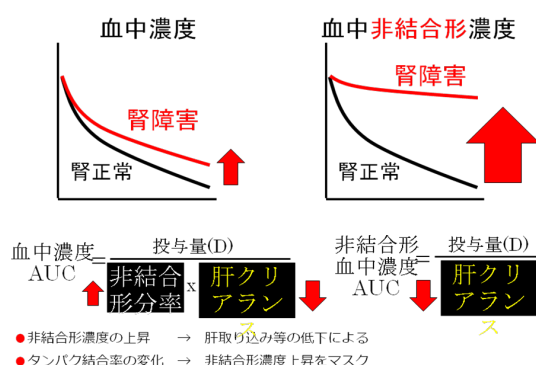 血中濃度
血中非結合形濃度
腎障害
腎正常
腎障害
腎正常
血中濃度
AUC
=
投与量(D)
非結合
形分率
x
肝クリ
アラン
ス
非結合形
血中濃度
AUC
=
投与量(D)
肝クリ
アラン
ス
●非結合形濃度の上昇 → 肝取り込み等の低下による
●タンパク結合率の変化 → 非結合形濃度上昇をマスク